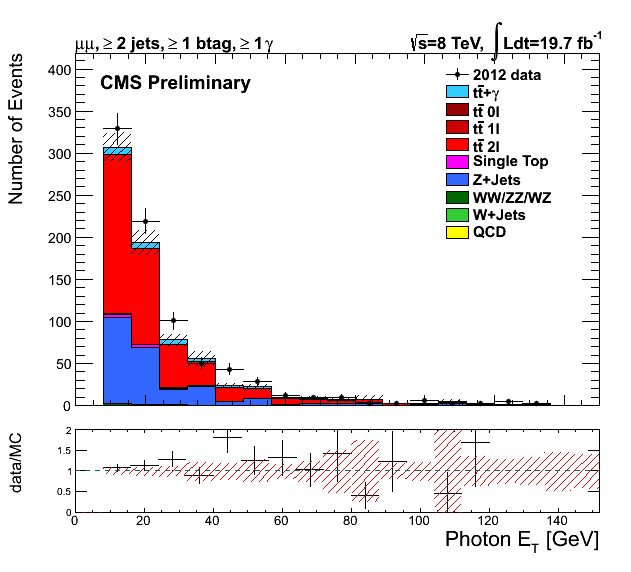 μμ, ≥ 2 jets, ≥ 1 btag, ≥ 1γ
√s=8 TeV, ∫Ldt=19.7 fb⁻¹
CMS Preliminary
2012 data
tt̄+γ
tt̄ 0l
tt̄ 1l
tt̄ 2l
Single Top
Z+Jets
WW/ZZ/WZ
W+Jets
QCD
Number of Events
400
350
300
250
200
150
100
50
0
data/MC
2
1.5
1
0.5
0
0 20 40 60 80 100 120 140
Photon E_T [GeV]